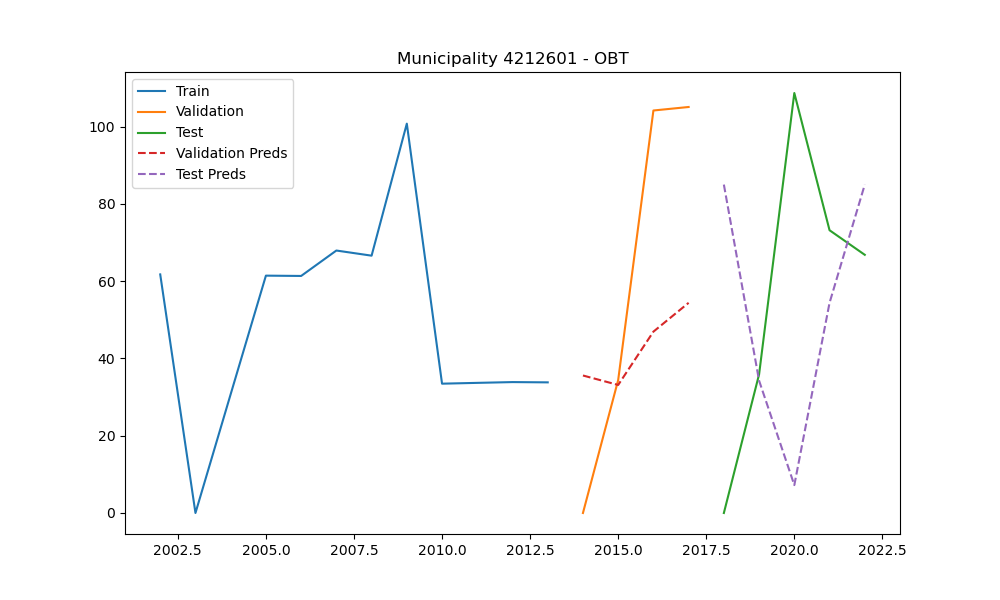 Municipality 4212601 - OBT
Train
Validation
Test
Validation Preds
Test Preds
100
80
60
40
20
0
2002.5 2005.0 2007.5 2010.0 2012.5 2015.0 2017.5 2020.0 2022.5